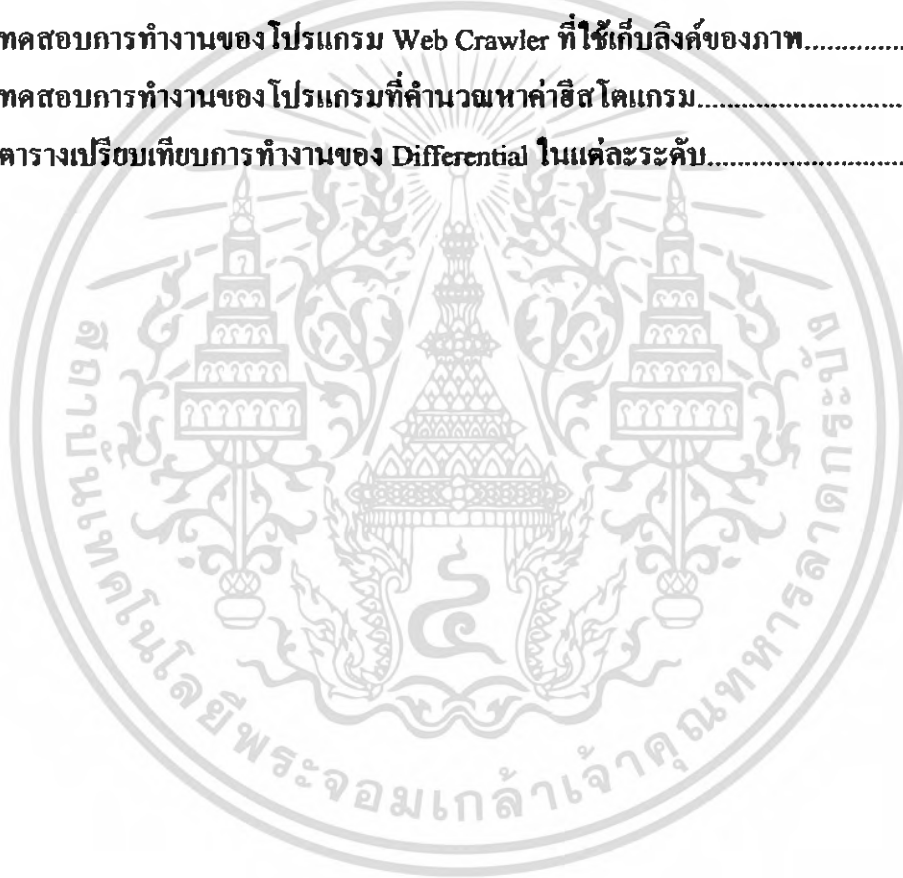 ทดสอบการทำงานของโปรแกรม Web Crawler ที่ใช้เก็บลิงค์ของภาพ..............
ทดสอบการทำงานของโปรแกรมที่คำนวณหาค่าฮีสโตแกรม............................
ตารางเปรียบเทียบการทำงานของ Differential ในแต่ละระดับ..........................
สถาบันเทคโนโลยีพระจอมเกล้าเจ้าคุณทหารลาดกระบัง
๔